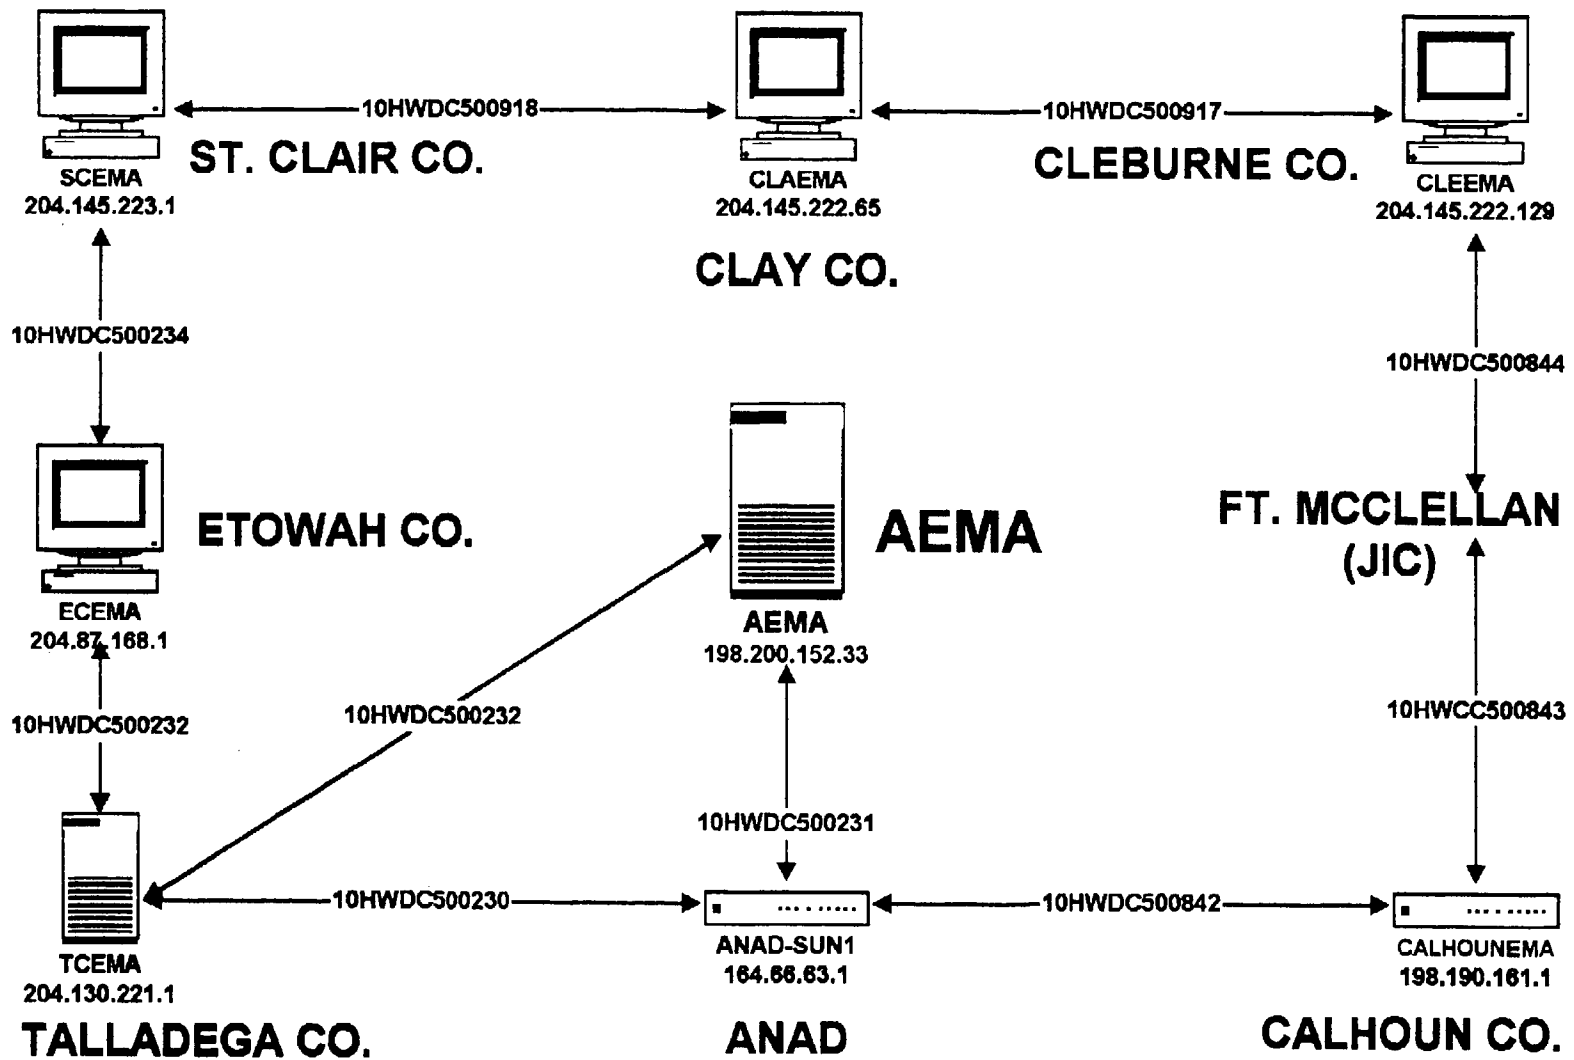 10HWDC500918
10HWDC500917
ST. CLAIR CO.
CLEBURNE CO.
SCEMA
204.145.223.1
CLAEMA
204.145.222.65
CLEEMA
204.145.222.129
CLAY CO.
10HWDC500234
10HWDC500844
ETOWAH CO.
AEMA
FT. MCCLELLAN
(JIC)
ECEMA
204.87.168.1
AEMA
198.200.152.33
10HWDC500232
10HWDC500232
10HWCC500843
10HWDC500231
10HWDC500230
10HWDC500842
TCEMA
204.130.221.1
ANAD-SUN1
164.66.63.1
CALHOUNEMA
198.190.161.1
TALLADEGA CO.
ANAD
CALHOUN CO.